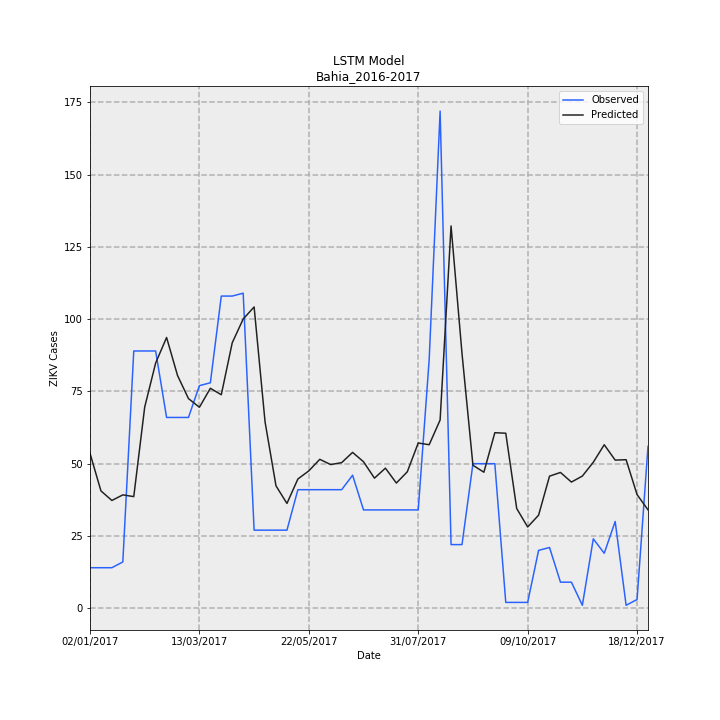 LSTM Model
Bahia_2016-2017
Observed
Predicted
175
150
125
100
75
50
25
0
ZIKV Cases
02/01/2017 13/03/2017 22/05/2017 31/07/2017 09/10/2017 18/12/2017
Date